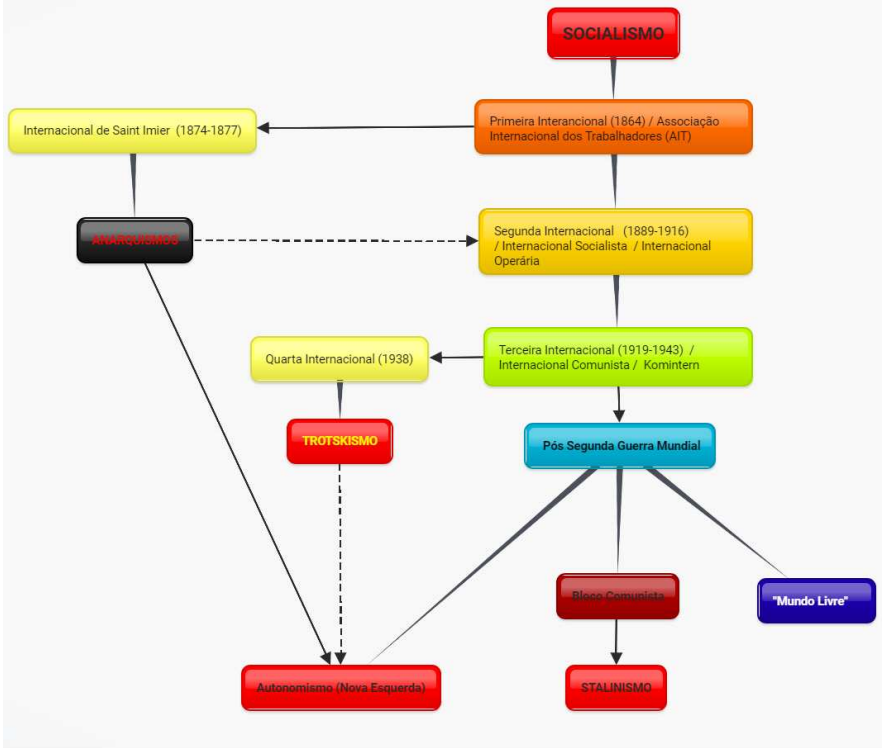 SOCIALISMO
Internacional de Saint Imier (1874-1877)
Primeira Interancional (1864) / Associação
Internacional dos Trabalhadores (AIT)
ANARQUISMOS
Segunda Internacional (1889-1916)
/ Internacional Socialista / Internacional
Operária
Quarta Internacional (1938)
Terceira Internacional (1919-1943) /
Internacional Comunista / Komintern
TROTSKISMO
Pós Segunda Guerra Mundial
Bloco Comunista
"Mundo Livre"
Autonomismo (Nova Esquerda)
STALINISMO